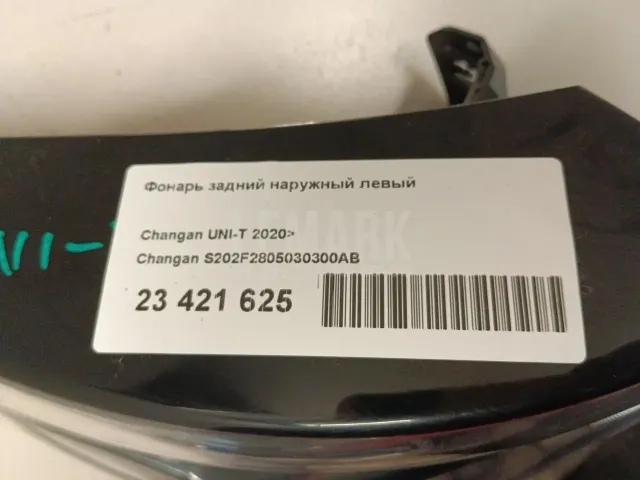 Фонарь задний наружный левый
Changan UNI-T 2020>
Changan S202F2805030300AB
23 421 625